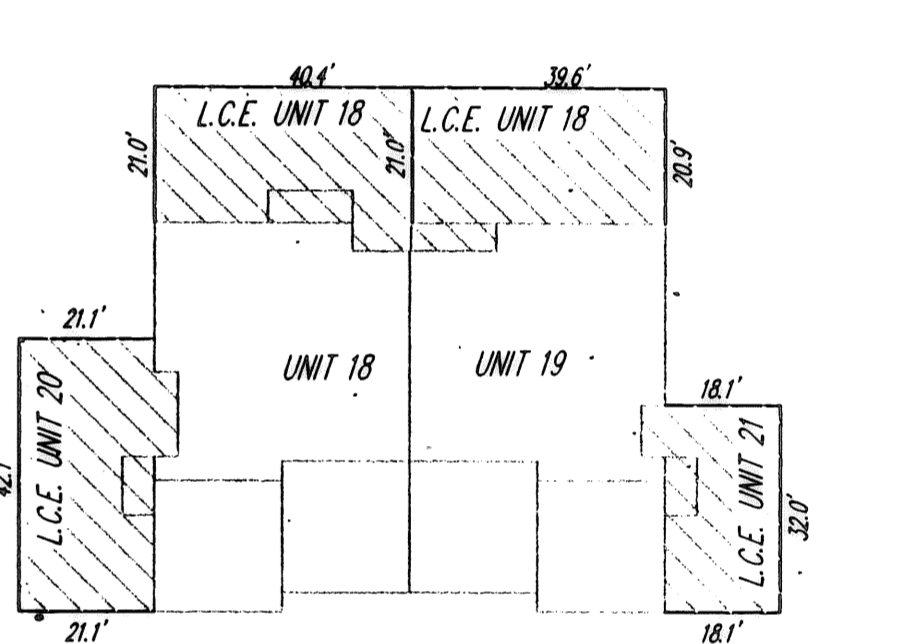 40.4'
39.6'
L.C.E. UNIT 18
L.C.E. UNIT 18
21.0'
21.0'
20.9'
21.1'
UNIT 18
UNIT 19
18.1'
L.C.E. UNIT 20
L.C.E. UNIT 21
32.0'
21.1'
18.1'